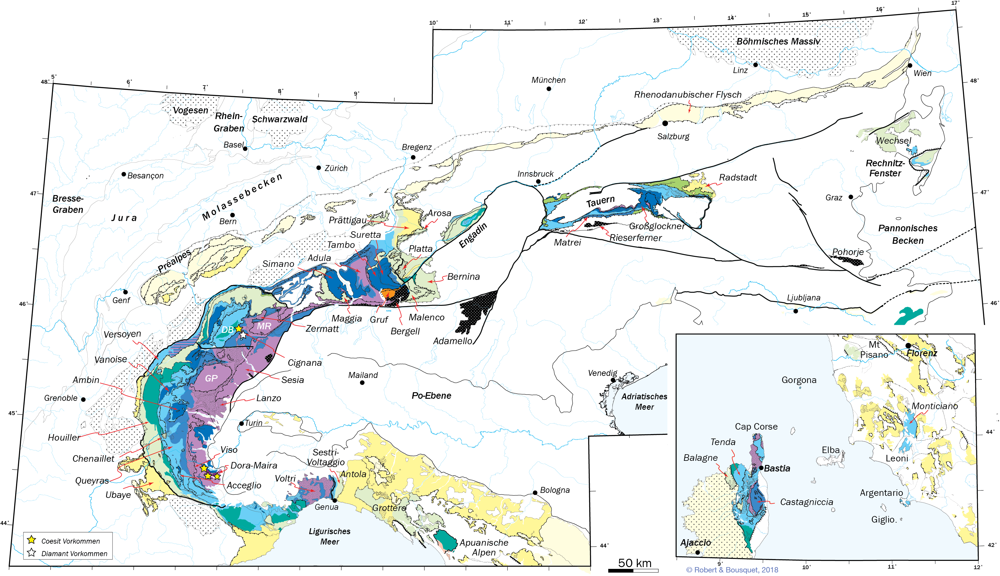 17°
16°
15°
14°
13°
12°
11°
10°
Böhmisches Massiv
Linz
Wien
48°
5°
48°
6°
7°
8°
9°
München
Rhenodanubischer Flysch
Vogesen
Rhein-
Graben
Schwarzwald
Salzburg
Wechsel
Basel
Bregenz
Rechnitz-
Fenster
Besançon
Zürich
Innsbruck
Radstadt
47°
Bresse-
Graben
Molassebecken
Tauern
Graz
47°
Jura
Bern
Prättigau
Arosa
Großglockner
Pannonisches
Becken
Suretta
Engadin
Matrei
Rieserferner
Tambo
Platta
Pohorje
Préalpes
Adula
Simano
Bernina
Genf
46°
Ljubljana
46°
Maggia
Gruf
Malenco
Bergell
Adamello
DB
MR
Zermatt
Versoyen
Vanoise
Cignana
Ambin
GP
Sesia
Mailand
Venedig
Grenoble
Lanzo
Po-Ebene
Adriatisches
Meer
45°
Turin
Houiller
Chenaillet
Viso
Sestri-
Voltaggio
Dora-Maira
Antola
Queyras
Acceglio
Voltri
Ubaye
Genua
Grottero
Bologna
44°
Ligurisches
Meer
Apuanische
Alpen
44°
Coesit Vorkommen
Diamant Vorkommen
50 km
Mt
Pisano
Florenz
Gorgona
Monticiano
Cap Corse
44°
Tenda
Balagne
Elba
Leoni
Bastia
Argentario
Castagniccia
Giglio.
Ajaccio
42°
9°
10°
11°
12°
© Robert & Bousquet, 2018